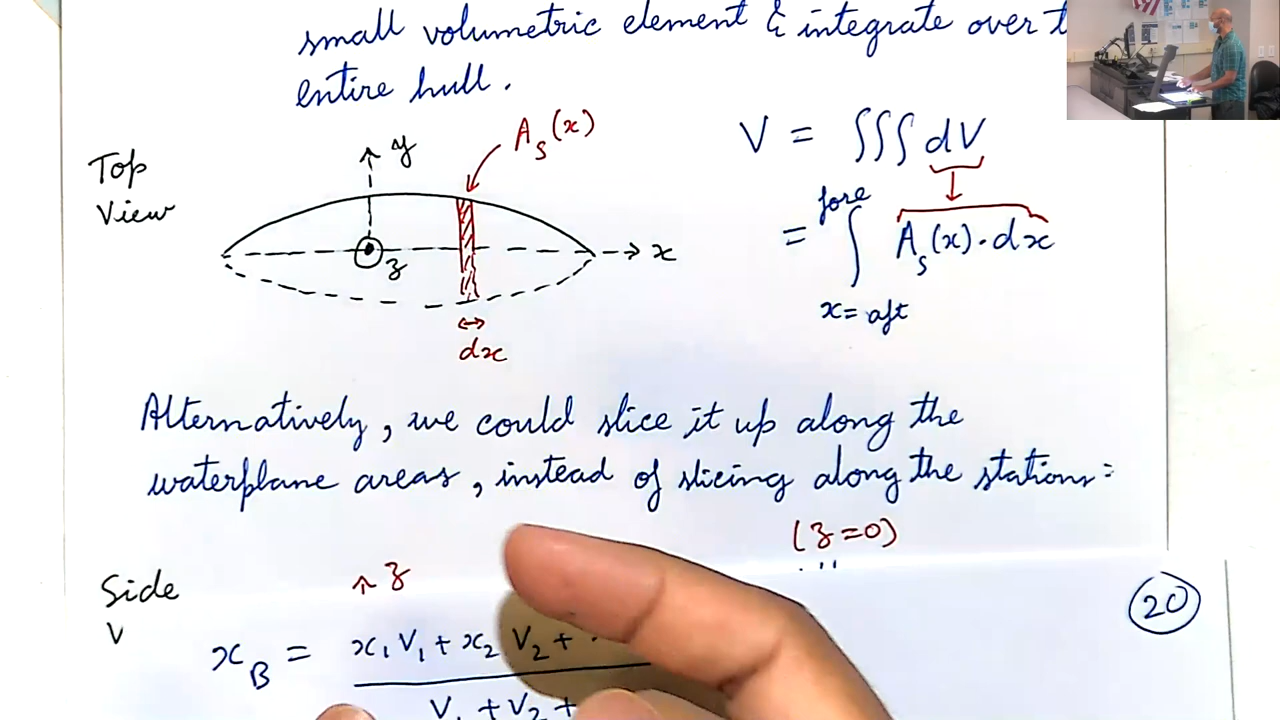 small volumetric element & integrate over t
entire hull.
Top
View
y
A_s(x)
z
x
dx
V = ∫∫∫ dV
= ∫ A_s(x)·dx
fore
x = aft
Alternatively, we could slice it up along the
waterplane areas, instead of slicing along the stations:
(z=0)
Side
V
z
20
x_B = x_1 V_1 + x_2 V_2 +
V_1 + V_2 +